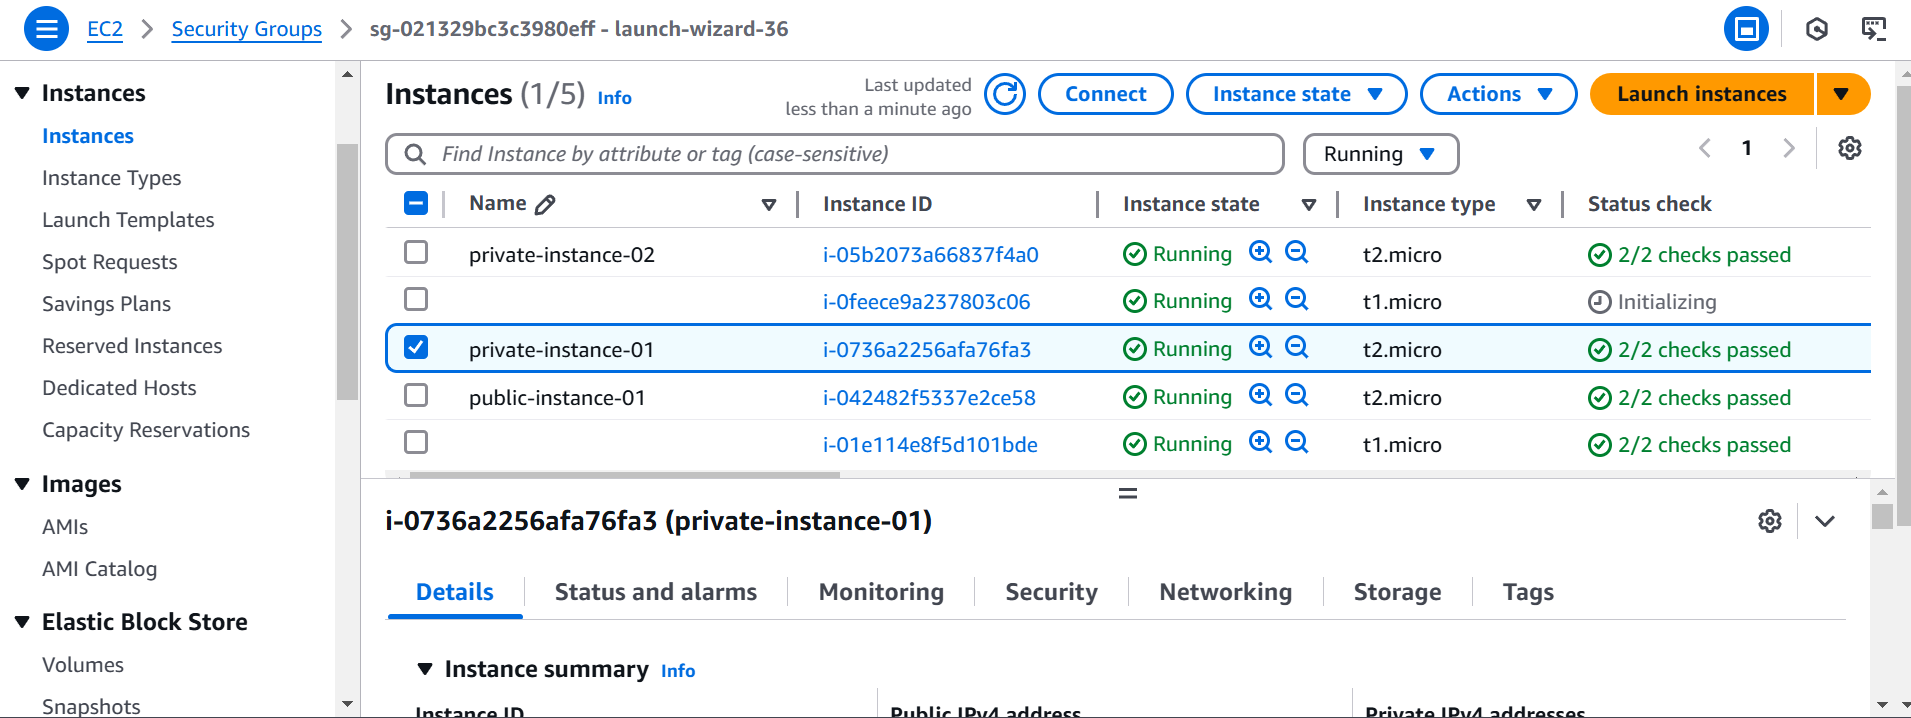 EC2 > Security Groups > sg-021329bc3c3980eff - launch-wizard-36
Instances
Instances
Instance Types
Launch Templates
Spot Requests
Savings Plans
Reserved Instances
Dedicated Hosts
Capacity Reservations
Images
AMIs
AMI Catalog
Elastic Block Store
Volumes
Snapshots
Instances (1/5) Info
Last updated
less than a minute ago
Connect
Instance state
Actions
Launch instances
Find Instance by attribute or tag (case-sensitive)
Running
1
Name Instance ID Instance state Instance type Status check
private-instance-02 i-05b2073a66837f4a0 Running t2.micro 2/2 checks passed
i-0feece9a237803c06 Running t1.micro Initializing
private-instance-01 i-0736a2256afa76fa3 Running t2.micro 2/2 checks passed
public-instance-01 i-042482f5337e2ce58 Running t2.micro 2/2 checks passed
i-01e114e8f5d101bde Running t1.micro 2/2 checks passed
i-0736a2256afa76fa3 (private-instance-01)
Details Status and alarms Monitoring Security Networking Storage Tags
Instance summary Info
Instance ID Public IPv4 address Private IPv4 addresses